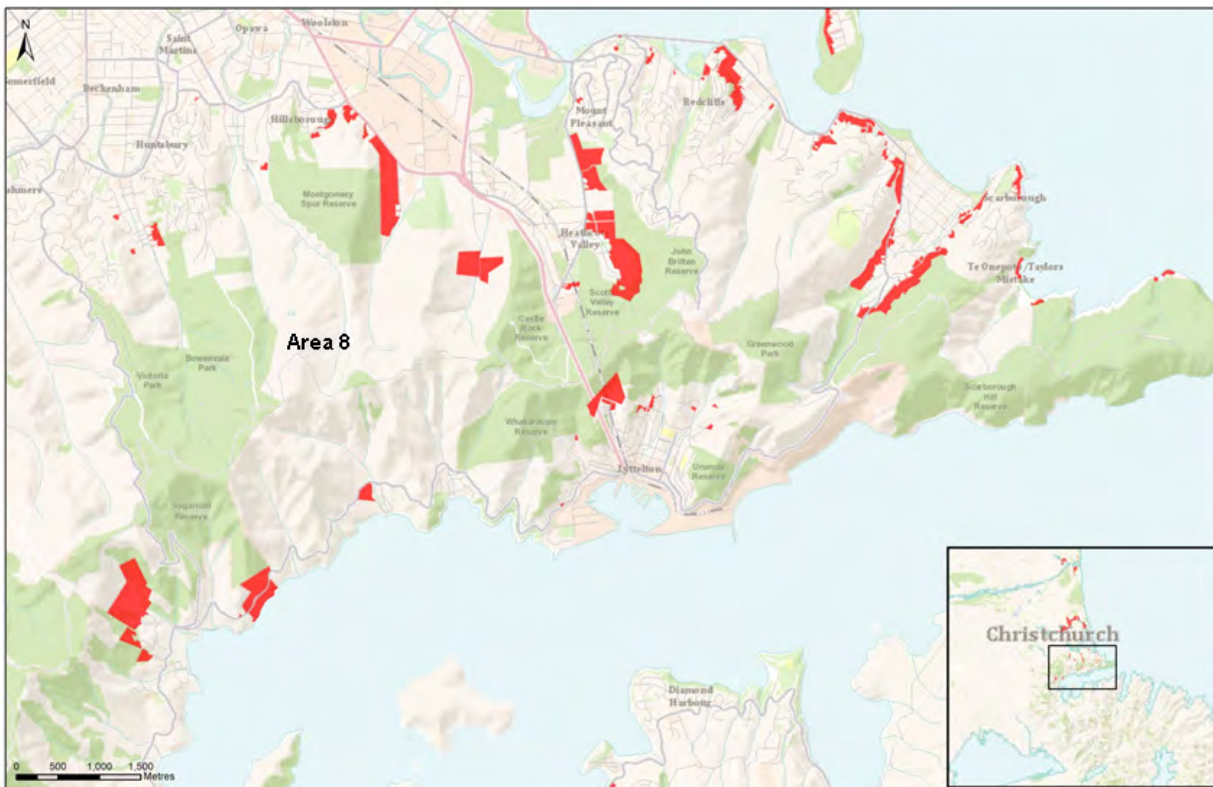 N
Woolston
Opawa
Saint
Martins
Somerfield
Beckenham
Hillsborough
Huntsbury
Mount
Pleasant
Redcliffs
Montgomery
Spur Reserve
Heathcote
Valley
John
Britten
Reserve
Scarborough
Te Onepoto/Taylors
Mistake
Scott
Valley
Reserve
Castle
Rock
Reserve
Area 8
Bowenvale
Park
Victoria
Park
Greenwood
Park
Scarborough
Hill
Reserve
Whakaraupo
Reserve
Lyttelton
Urumau
Reserve
Sugarloaf
Reserve
Diamond
Harbour
Christchurch
0 500 1,000 1,500
Metres